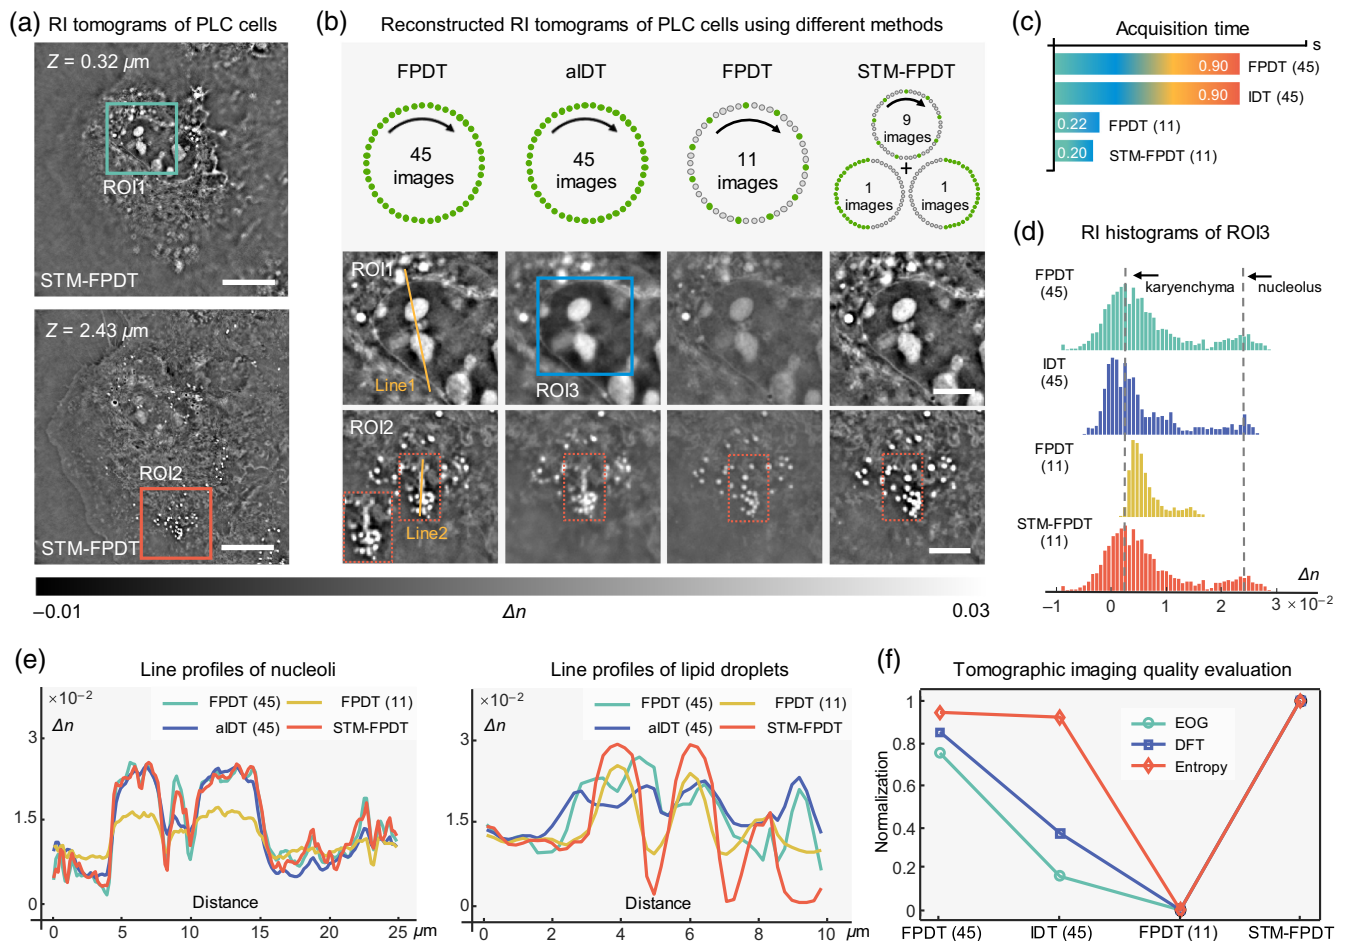 (a) RI tomograms of PLC cells
Z = 0.32 µm
ROI1
STM-FPDT
Z = 2.43 µm
ROI2
STM-FPDT
(b) Reconstructed RI tomograms of PLC cells using different methods
FPDT aIDT FPDT STM-FPDT
45 images
45 images
11 images
9 images
+
1 images
1 images
ROI1
Line1
ROI3
ROI2
Line2
−0.01 Δn 0.03
(c) Acquisition time
s
0.90 FPDT (45)
0.90 IDT (45)
0.22 FPDT (11)
0.20 STM-FPDT (11)
(d) RI histograms of ROI3
FPDT (45)
karyenchyma nucleolus
IDT (45)
FPDT (11)
STM-FPDT (11)
Δn
−1 0 1 2 3 ×10⁻²
(e) Line profiles of nucleoli
×10⁻²
Δn
FPDT (45) FPDT (11)
aIDT (45) STM-FPDT
3
1.5
0
Distance
0 5 10 15 20 25 µm
Line profiles of lipid droplets
×10⁻²
Δn
FPDT (45) FPDT (11)
aIDT (45) STM-FPDT
3
1.5
0
Distance
0 2 4 6 8 10 µm
(f) Tomographic imaging quality evaluation
Normalization
1
0.8
0.6
0.4
0.2
0
EOG
DFT
Entropy
FPDT (45) IDT (45) FPDT (11) STM-FPDT